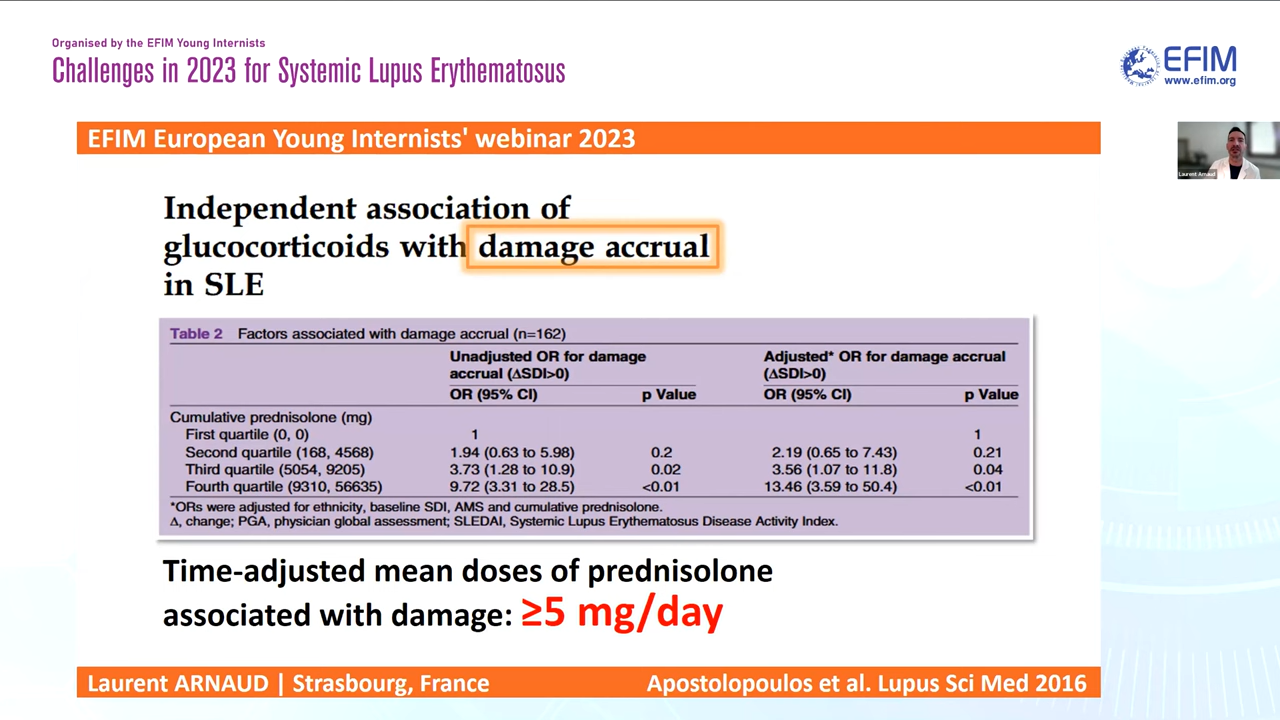 Organised by the EFIM Young Internists
Challenges in 2023 for Systemic Lupus Erythematosus
EFIM
www.efim.org
EFIM European Young Internists' webinar 2023
Laurent Arnaud
Independent association of
glucocorticoids with damage accrual
in SLE
Table 2 Factors associated with damage accrual (n=162)
Unadjusted OR for damage Adjusted* OR for damage accrual
accrual (ΔSDI>0) (ΔSDI>0)
OR (95% CI) p Value OR (95% CI) p Value
Cumulative prednisolone (mg)
First quartile (0, 0) 1 1
Second quartile (168, 4568) 1.94 (0.63 to 5.98) 0.2 2.19 (0.65 to 7.43) 0.21
Third quartile (5054, 9205) 3.73 (1.28 to 10.9) 0.02 3.56 (1.07 to 11.8) 0.04
Fourth quartile (9310, 56635) 9.72 (3.31 to 28.5) <0.01 13.46 (3.59 to 50.4) <0.01
*ORs were adjusted for ethnicity, baseline SDI, AMS and cumulative prednisolone.
Δ, change; PGA, physician global assessment; SLEDAI, Systemic Lupus Erythematosus Disease Activity Index.
Time-adjusted mean doses of prednisolone
associated with damage: ≥5 mg/day
Laurent ARNAUD | Strasbourg, France Apostolopoulos et al. Lupus Sci Med 2016